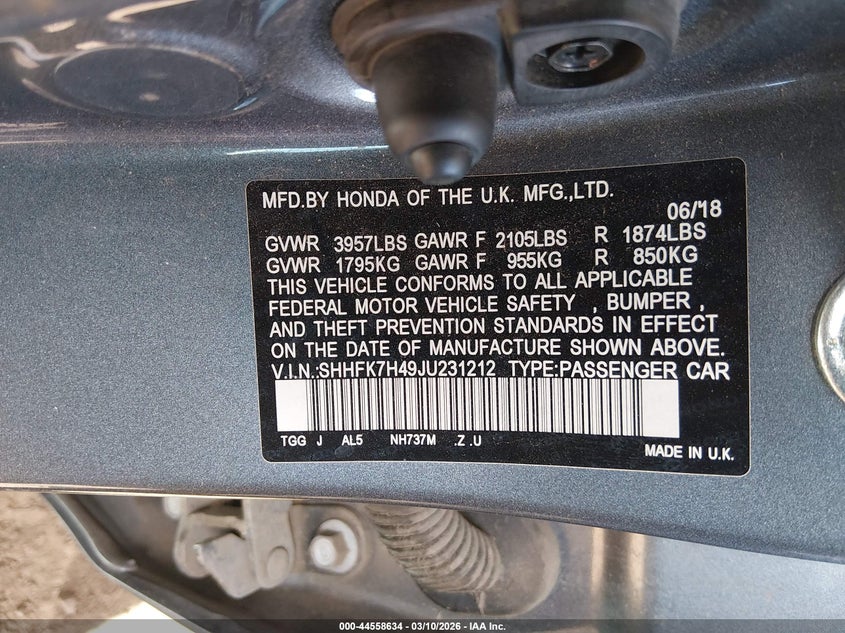 MFD.BY HONDA OF THE U.K. MFG.,LTD.
06/'18
GVWR 3957LBS GAWR F 2105LBS R 1874LBS
GVWR 1795KG GAWR F 955KG R 850KG
THIS VEHICLE CONFORMS TO ALL APPLICABLE
FEDERAL MOTOR VEHICLE SAFETY , BUMPER ,
AND THEFT PREVENTION STANDARDS IN EFFECT
ON THE DATE OF MANUFACTURE SHOWN ABOVE.
V.I.N.:SHHFK7H49JU231212 TYPE:PASSENGER CAR
TGG J AL5 NH737M .Z .U
MADE IN U.K.
000-44558634 - 03/10/2026 - IAA Inc.